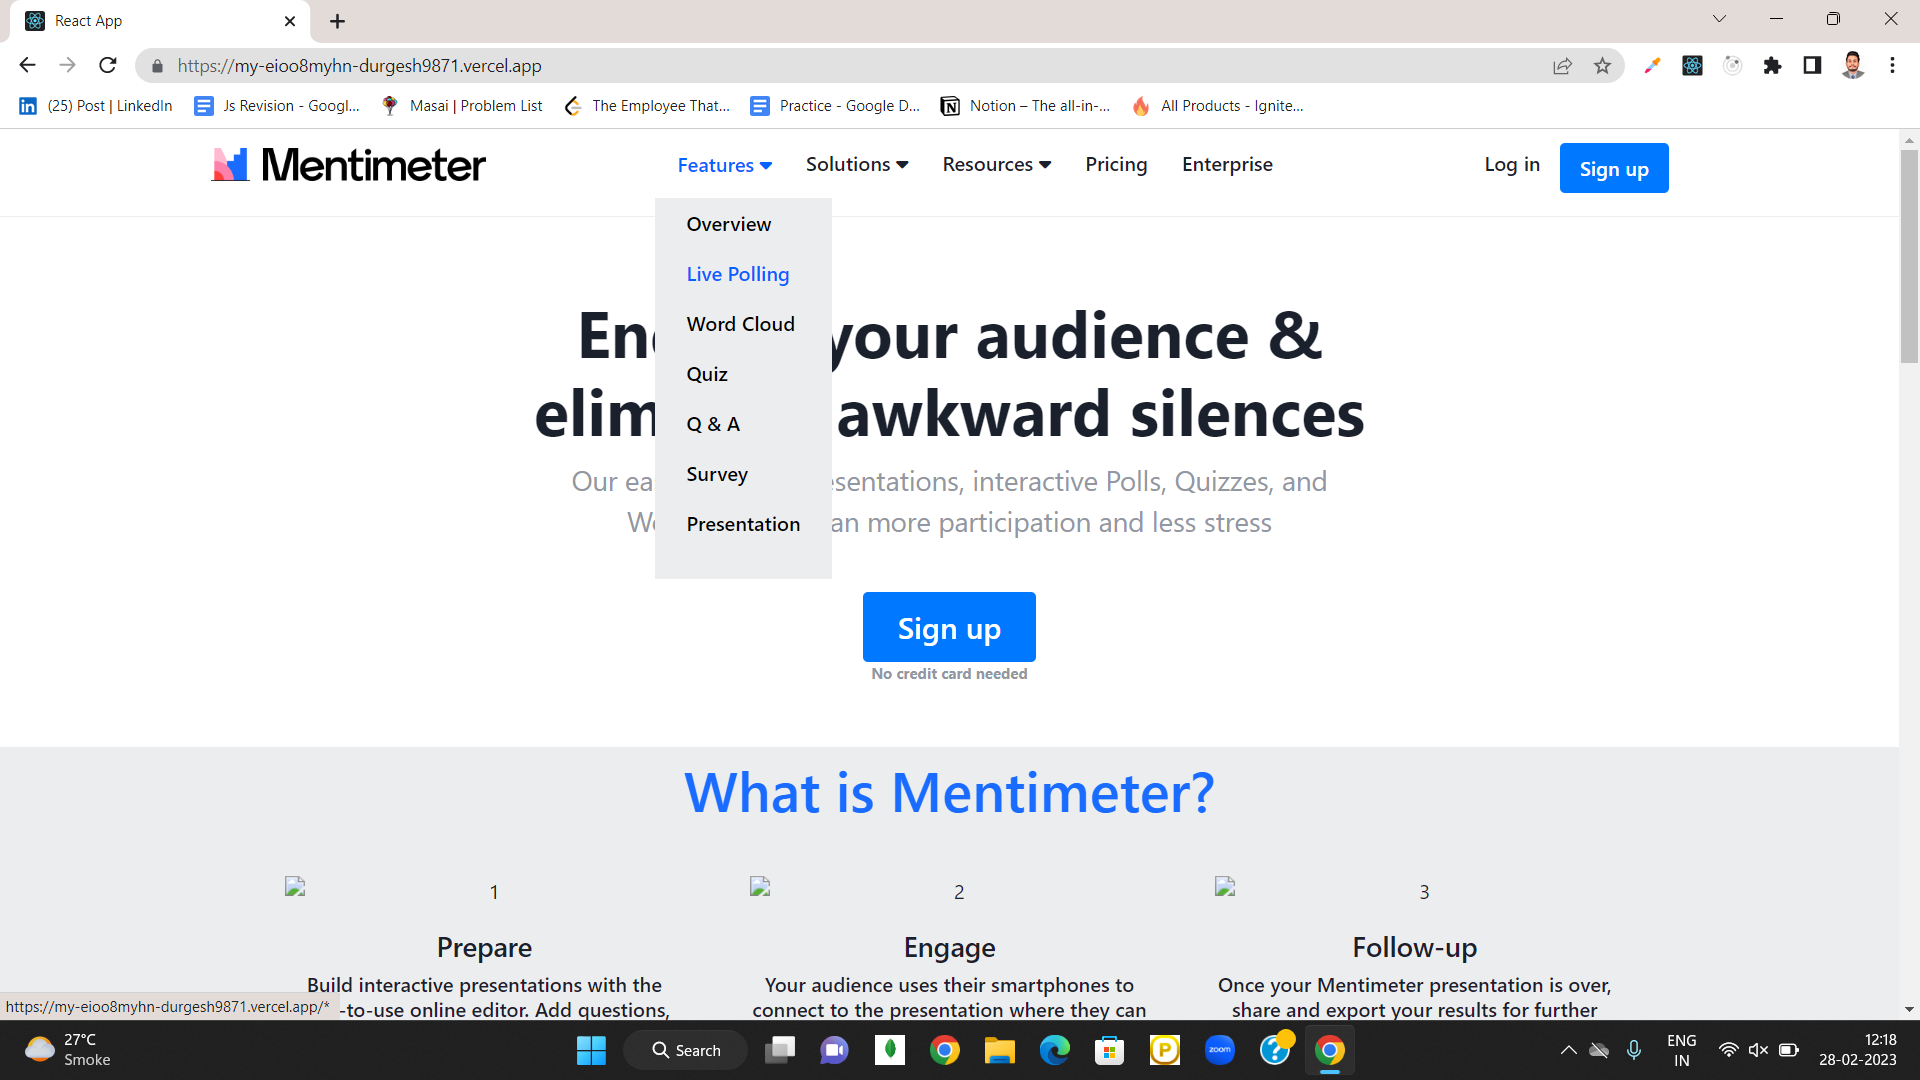 React App
https://my-eioo8myhn-durgesh9871.vercel.app
(25) Post | LinkedIn
Js Revision - Googl...
Masai | Problem List
The Employee That...
Practice - Google D...
Notion – The all-in-...
All Products - Ignite...
Mentimeter
Features
Solutions
Resources
Pricing
Enterprise
Log in
Sign up
Overview
Live Polling
Word Cloud
Quiz
Q & A
Survey
Presentation
En your audience &
elim awkward silences
Our ea sentations, interactive Polls, Quizzes, and
an more participation and less stress
Sign up
No credit card needed
What is Mentimeter?
1
2
3
Prepare
Engage
Follow-up
Build interactive presentations with the
-to-use online editor. Add questions,
Your audience uses their smartphones to
connect to the presentation where they can
Once your Mentimeter presentation is over,
share and export your results for further
https://my-eioo8myhn-durgesh9871.vercel.app/*
27°C
Smoke
Search
zoom
ENG
IN
12:18
28-02-2023